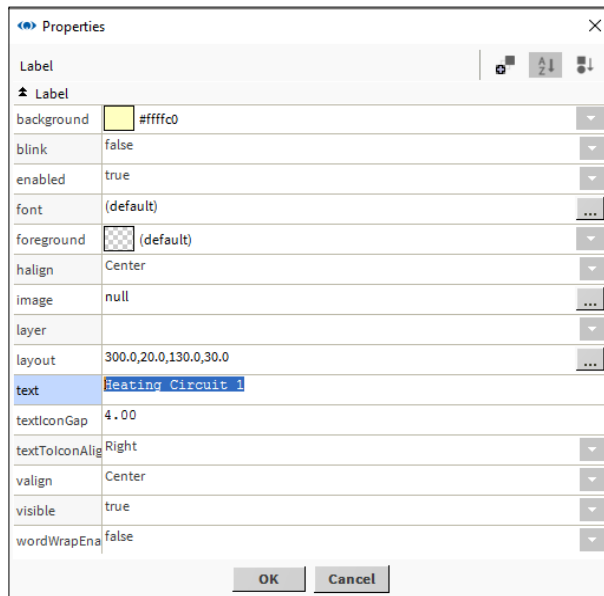 Properties
Label
Label
background #ffffc0
blink false
enabled true
font (default) ...
foreground (default)
halign Center
image null ...
layer
layout 300.0,20.0,130.0,30.0 ...
text Heating Circuit 1
textIconGap 4.00
textToIconAlig Right
valign Center
visible true
wordWrapEna false
OK Cancel